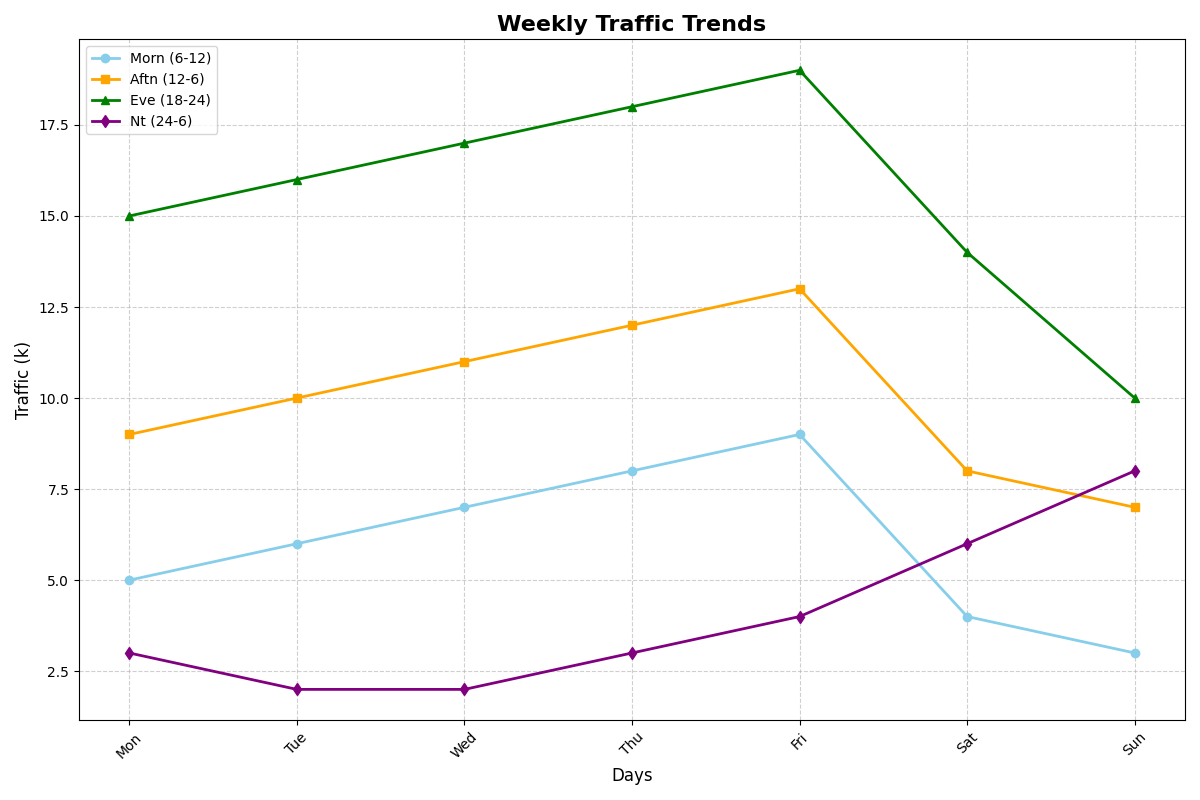 Weekly Traffic Trends
Morn (6-12)
Aftn (12-6)
Eve (18-24)
Nt (24-6)
17.5
15.0
12.5
10.0
7.5
5.0
2.5
Traffic (k)
Mon
Tue
Wed
Thu
Fri
Sat
Sun
Days